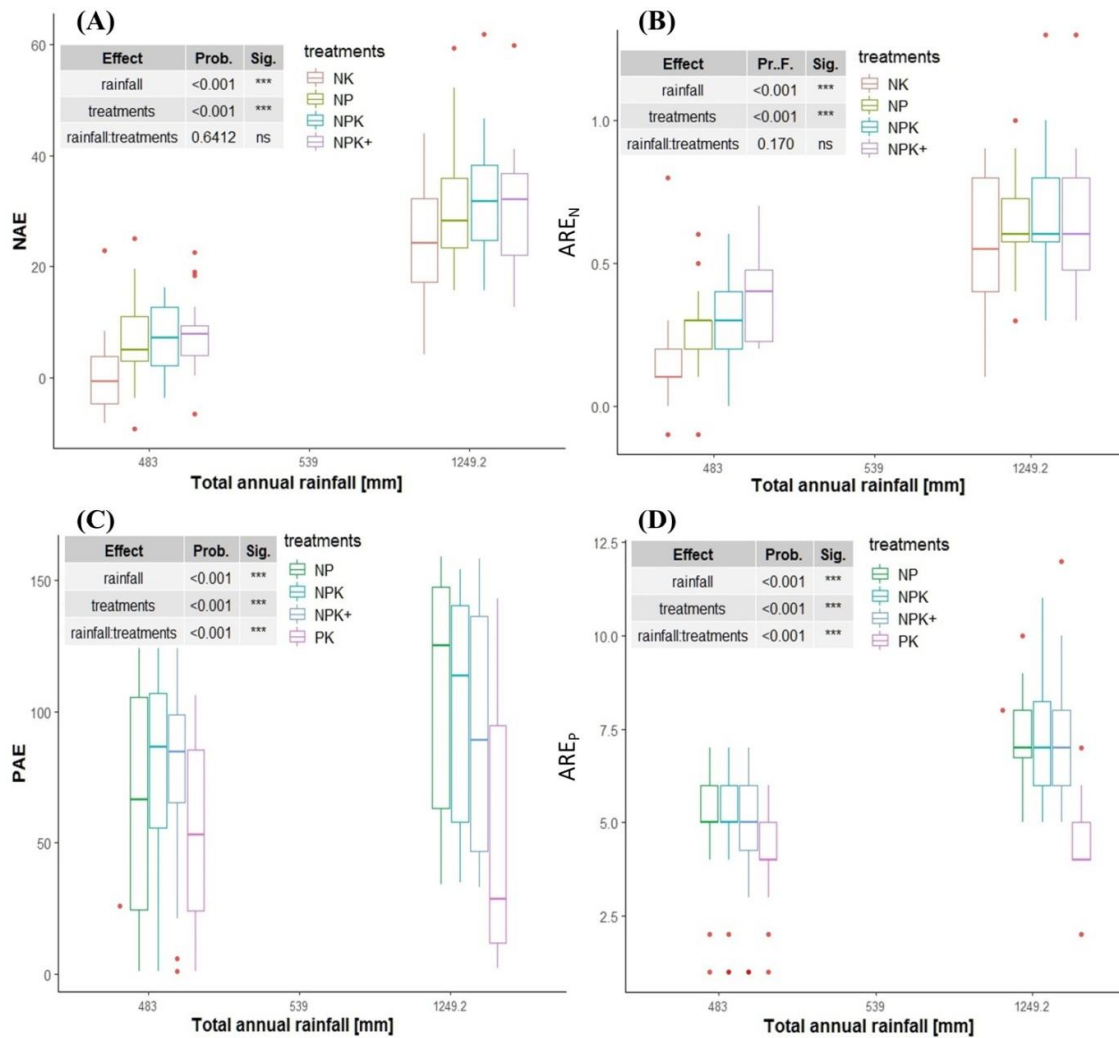 (A)
Effect Prob. Sig.
rainfall <0.001 ***
treatments <0.001 ***
rainfall:treatments 0.6412 ns
treatments
NK
NP
NPK
NPK+
60
40
20
0
NAE
483 539 1249.2
Total annual rainfall [mm]
(B)
Effect Pr..F. Sig.
rainfall <0.001 ***
treatments <0.001 ***
rainfall:treatments 0.170 ns
treatments
NK
NP
NPK
NPK+
1.0
0.5
0.0
AREN
483 539 1249.2
Total annual rainfall [mm]
(C)
Effect Prob. Sig.
rainfall <0.001 ***
treatments <0.001 ***
rainfall:treatments <0.001 ***
treatments
NP
NPK
NPK+
PK
150
100
50
0
PAE
483 539 1249.2
Total annual rainfall [mm]
(D)
Effect Prob. Sig.
rainfall <0.001 ***
treatments <0.001 ***
rainfall:treatments <0.001 ***
treatments
NP
NPK
NPK+
PK
12.5
10.0
7.5
5.0
2.5
AREP
483 539 1249.2
Total annual rainfall [mm]